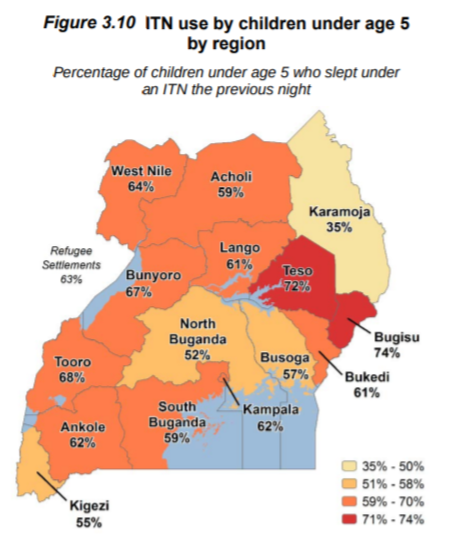 Figure 3.10 ITN use by children under age 5
by region
Percentage of children under age 5 who slept under
an ITN the previous night
West Nile
64%
Acholi
59%
Karamoja
35%
Refugee
Settlements
63%
Lango
61%
Teso
72%
Bunyoro
67%
North
Buganda
52%
Bugisu
74%
Busoga
57%
Tooro
68%
Bukedi
61%
South
Buganda
59%
Kampala
62%
Ankole
62%
Kigezi
55%
35% - 50%
51% - 58%
59% - 70%
71% - 74%